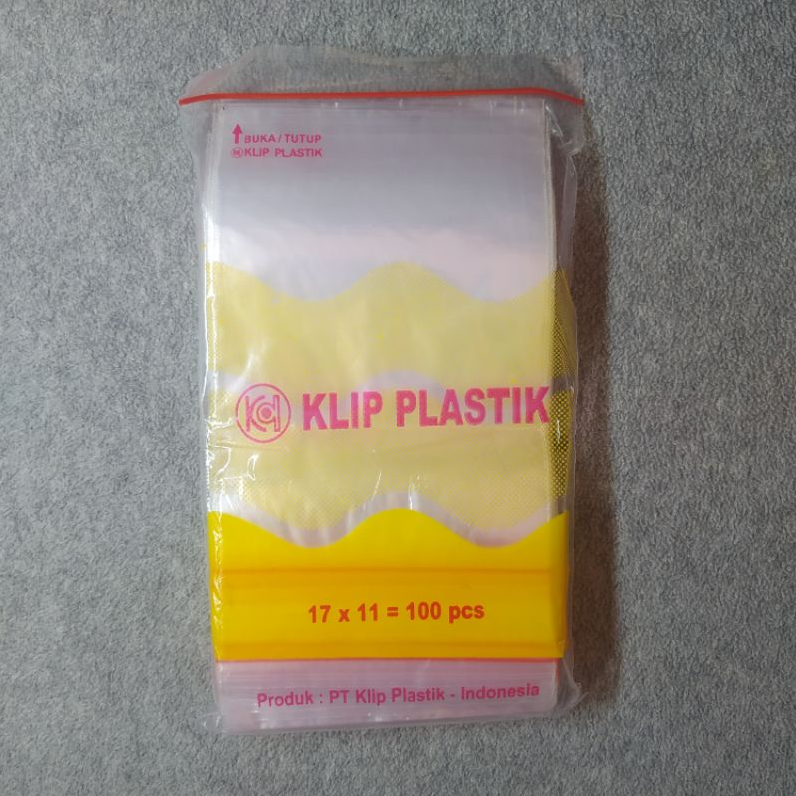 BUKA / TUTUP
KLIP PLASTIK
KLIP PLASTIK
17 x 11 = 100 pcs
Produk : PT Klip Plastik - Indonesia